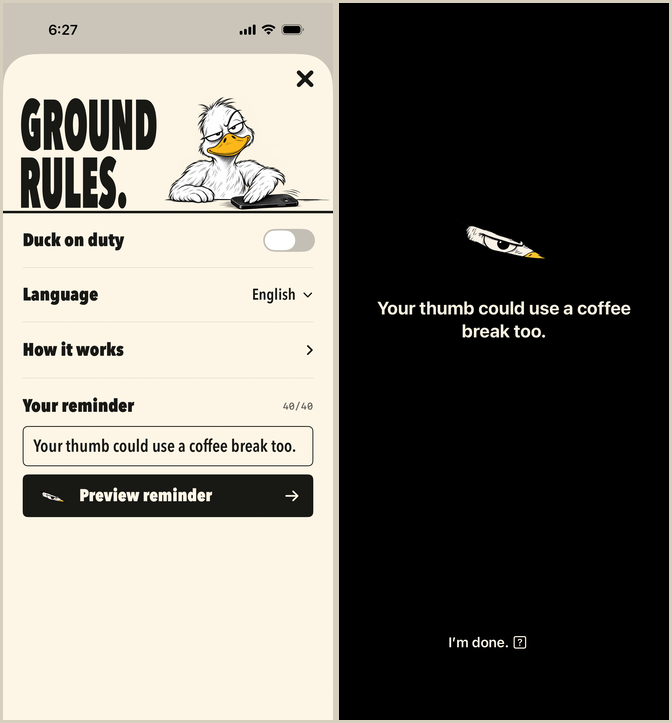 6:27
GROUND
RULES.
Duck on duty
Language
English
How it works
Your reminder
40/40
Your thumb could use a coffee break too.
Preview reminder
Your thumb could use a coffee
break too.
I'm done. ?